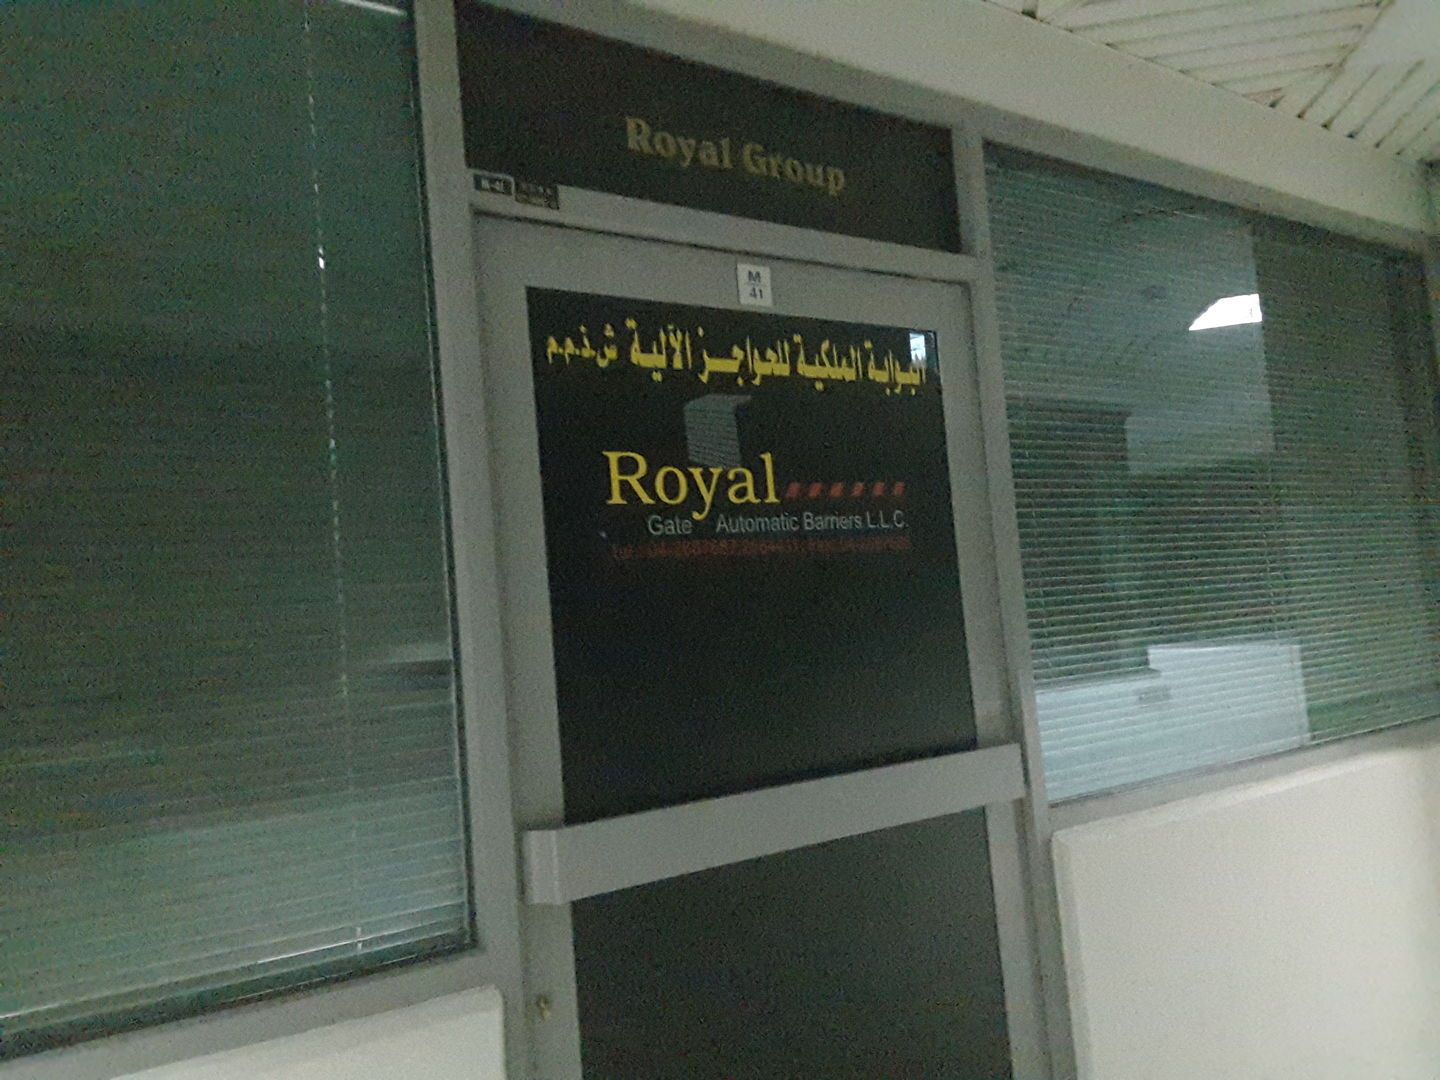 Royal Group
M
41
البوابة الملكية للحواجز الآلية ش.ذ.م.م
Royal
Gate Automatic Barriers L.L.C.